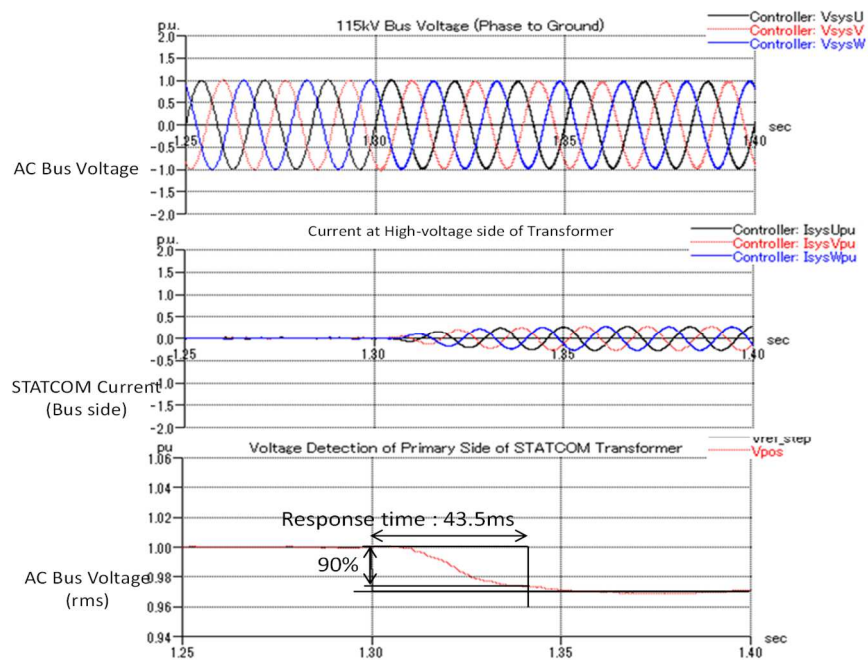 p.u.
115kV Bus Voltage (Phase to Ground)
Controller: VsysU
Controller: VsysV
Controller: VsysW
2.0
1.5
1.0
0.5
0.0
-0.5
-1.0
-1.5
-2.0
1.25
1.30
1.35
1.40
sec
AC Bus Voltage
p.u.
Current at High-voltage side of Transformer
Controller: IsysUpu
Controller: IsysVpu
Controller: IsysWpu
2.0
1.5
1.0
0.5
0.0
-0.5
-1.0
-1.5
-2.0
1.25
1.30
1.35
1.40
sec
STATCOM Current
(Bus side)
pu
Voltage Detection of Primary Side of STATCOM Transformer
Vref_step
Vpos
1.06
1.04
1.02
1.00
0.98
0.96
0.94
Response time : 43.5ms
90%
AC Bus Voltage
(rms)
1.25
1.30
1.35
1.40
sec